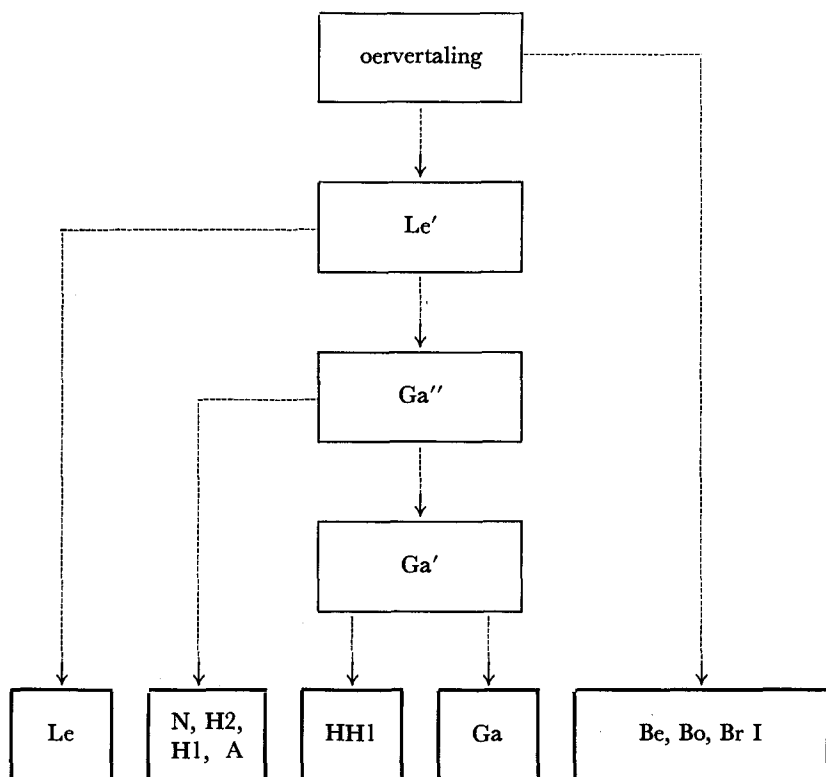 oervertaling
Le′
Ga′′
Ga′
Le
N, H2,
H1, A
HH1
Ga
Be, Bo, Br I